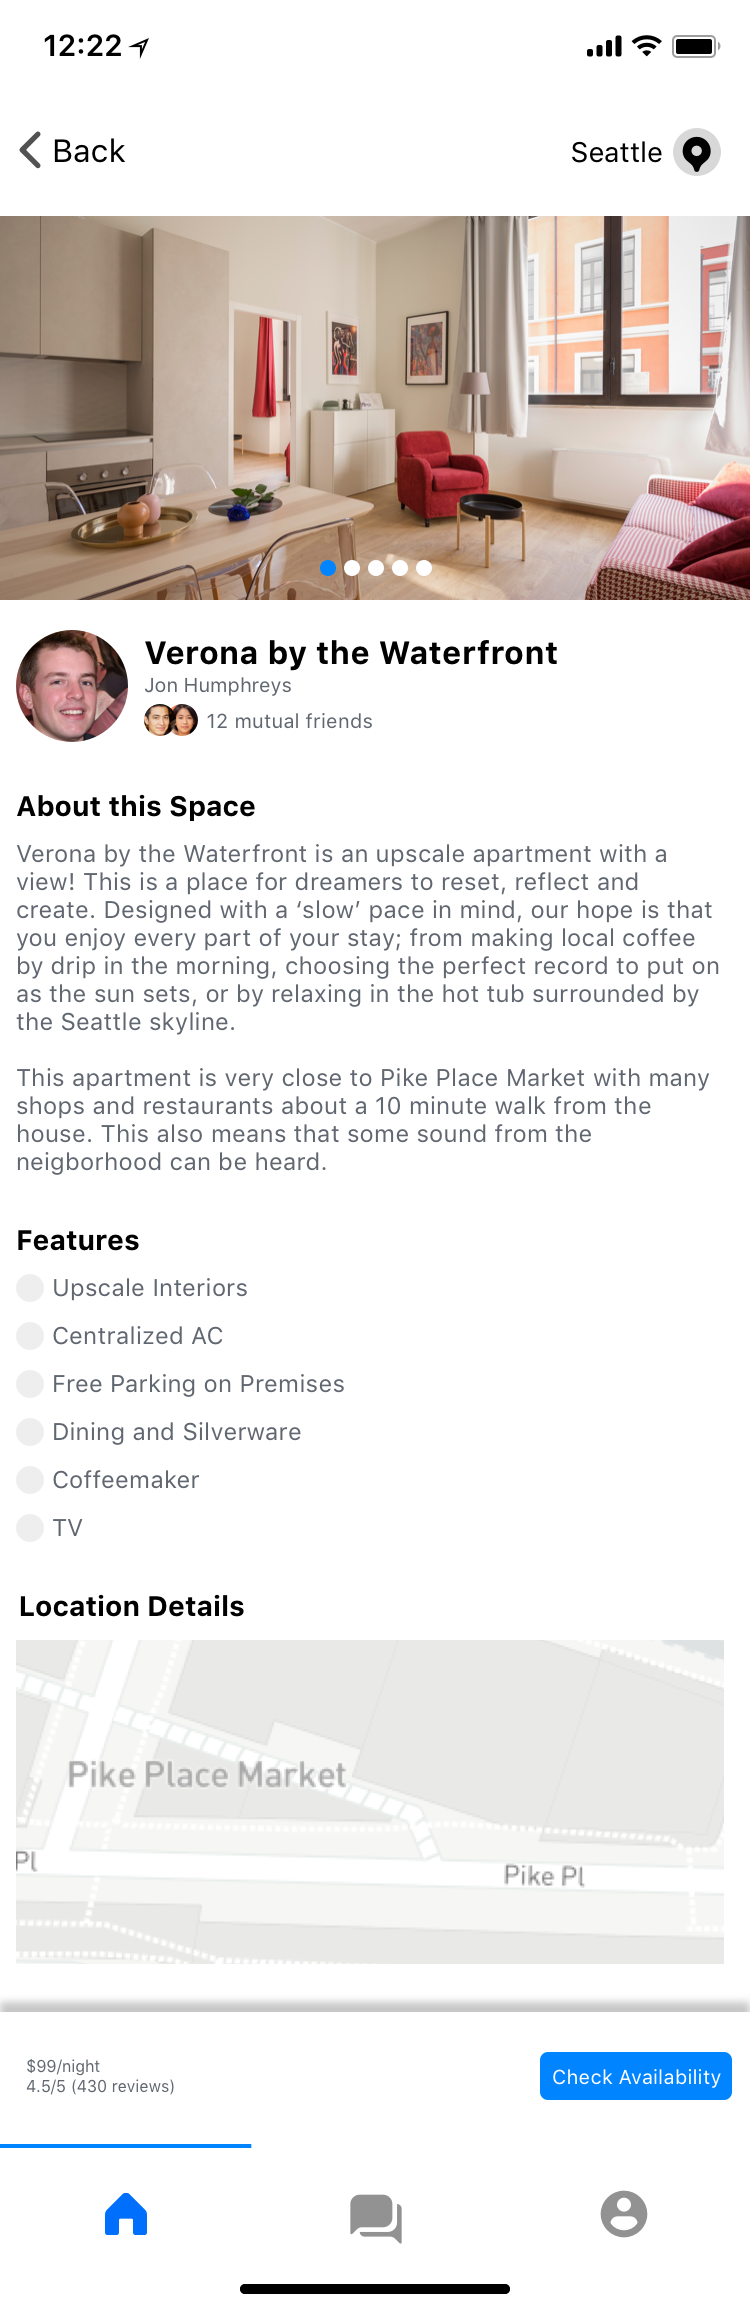 12:22
Back
Seattle
Verona by the Waterfront
Jon Humphreys
12 mutual friends
About this Space
Verona by the Waterfront is an upscale apartment with a
view! This is a place for dreamers to reset, reflect and
create. Designed with a ‘slow’ pace in mind, our hope is that
you enjoy every part of your stay; from making local coffee
by drip in the morning, choosing the perfect record to put on
as the sun sets, or by relaxing in the hot tub surrounded by
the Seattle skyline.
This apartment is very close to Pike Place Market with many
shops and restaurants about a 10 minute walk from the
house. This also means that some sound from the
neigborhood can be heard.
Features
Upscale Interiors
Centralized AC
Free Parking on Premises
Dining and Silverware
Coffeemaker
TV
Location Details
Pike Place Market
Pl
Pike Pl
$99/night
4.5/5 (430 reviews)
Check Availability